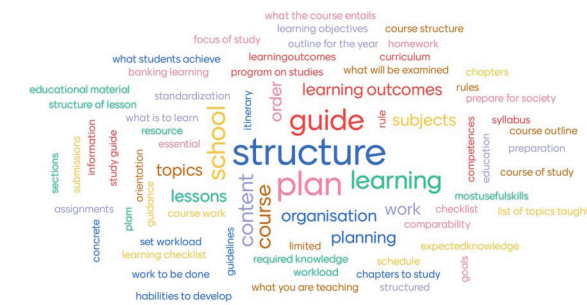 what the course entails
learning objectives
course structure
focus of study
outline for the year
homework
what students achieve
learningoutcomes
curriculum
banking learning
program on studies
what will be examined
chapters
educational material
standardization
itinerary
order
learning outcomes
rules
prepare for society
structure of lesson
what is to learn
school
guide
rule
subjects
syllabus
course outline
resource
essential
competences
education
preparation
sections
submissions
information
study guide
orientation
guidance
topics
structure
course of study
plan
learning
lessons
content
course
mostusefulskills
assignments
plam
course work
organisation
work
checklist
list of topics taught
comparability
concrete
set workload
guidelines
limited
planning
expectedknowledge
learning checklist
required knowledge
schedule
goals
work to be done
workload
chapters to study
what you are teaching
structured
habilities to develop